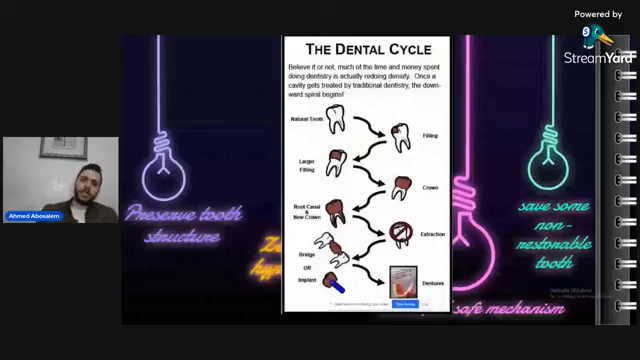 Powered by
StreamYard
THE DENTAL CYCLE
Believe it or not, much of the time and money spent
doing dentistry is actually redoing density. Once a
cavity gets treated by traditional dentistry, the down-
ward spiral begins!
Natural Tooth
Filling
Larger
Filling
Crown
Root Canal
&
New Crown
Extraction
Bridge
OR
Implant
Dentures
Ahmed Abosalem
Preserve tooth
structure
save some
non-
restorable
tooth
safe mechanism